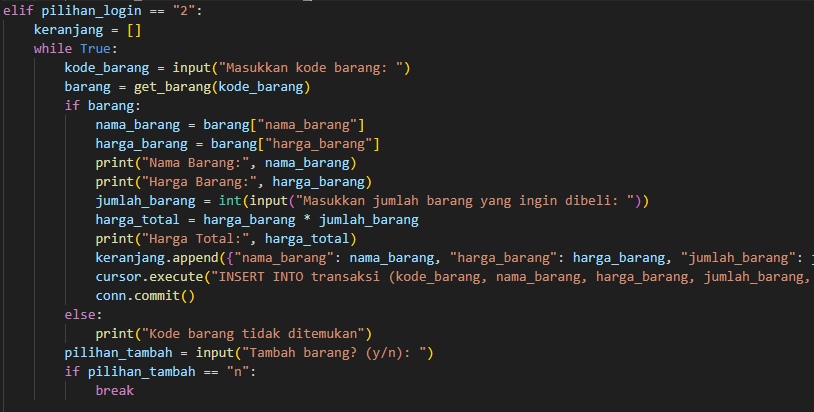 elif pilihan_login == "2":
    keranjang = []
    while True:
        kode_barang = input("Masukkan kode barang: ")
        barang = get_barang(kode_barang)
        if barang:
            nama_barang = barang["nama_barang"]
            harga_barang = barang["harga_barang"]
            print("Nama Barang:", nama_barang)
            print("Harga Barang:", harga_barang)
            jumlah_barang = int(input("Masukkan jumlah barang yang ingin dibeli: "))
            harga_total = harga_barang * jumlah_barang
            print("Harga Total:", harga_total)
            keranjang.append({"nama_barang": nama_barang, "harga_barang": harga_barang, "jumlah_barang":
            cursor.execute("INSERT INTO transaksi (kode_barang, nama_barang, harga_barang, jumlah_barang,
            conn.commit()
        else:
            print("Kode barang tidak ditemukan")
        pilihan_tambah = input("Tambah barang? (y/n): ")
        if pilihan_tambah == "n":
            break